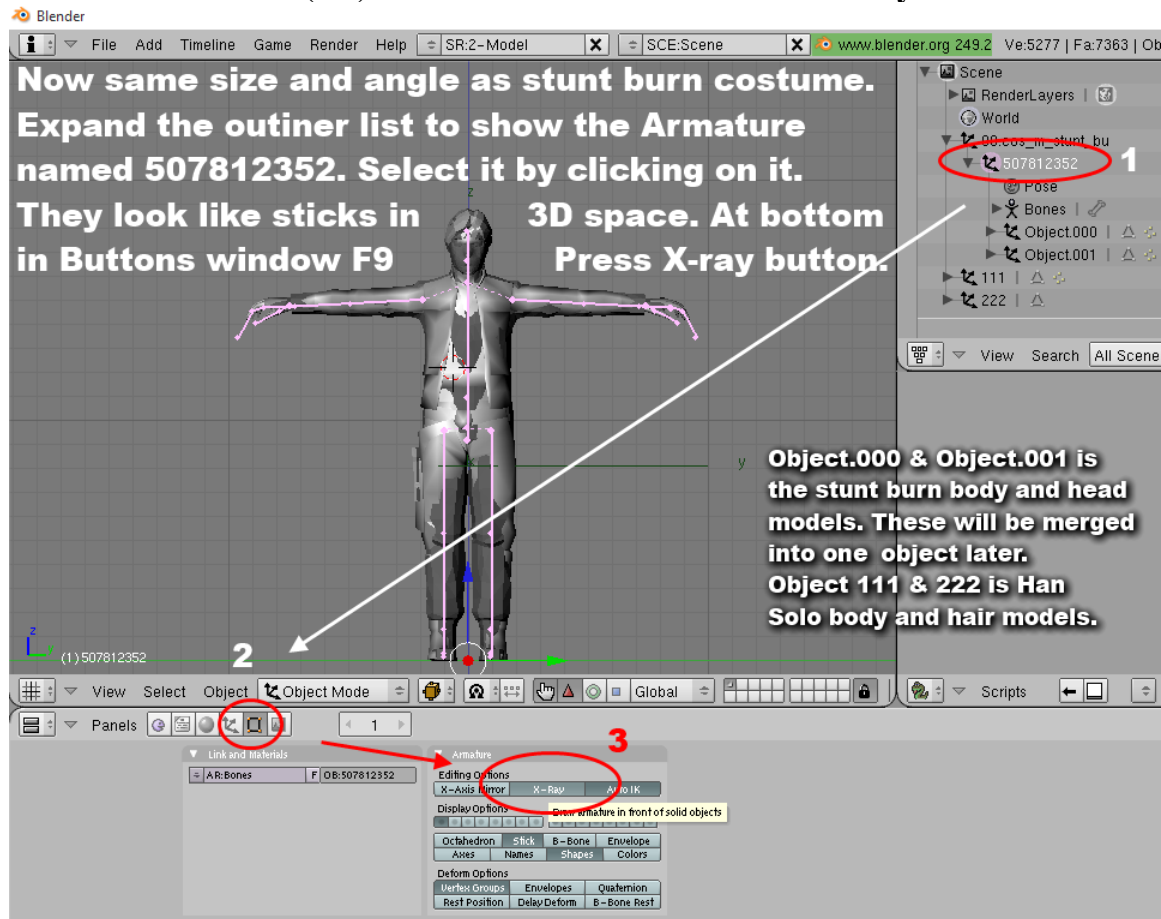 Blender
File Add Timeline Game Render Help SR:2-Model X SCE:Scene X www.blender.org 249.2 Ve:5277 | Fa:7363 | Ob
Now same size and angle as stunt burn costume.
Expand the outiner list to show the Armature
named 507812352. Select it by clicking on it.
They look like sticks in 3D space. At bottom
in Buttons window F9 Press X-ray button.
Scene
RenderLayers |
World
08:cos_m_stunt_bu
507812352
1
Pose
Bones |
Object.000 |
Object.001 |
111 |
222 |
View Search All Scene
z
y
x
Object.000 & Object.001 is
the stunt burn body and head
models. These will be merged
into one object later.
Object 111 & 222 is Han
Solo body and hair models.
z
y
(1) 507812352
2
View Select Object Object Mode Global
Scripts
Panels 1
3
Link and Materials
AR:Bones F OB:507812352
Armature
Editing Options
X-Axis Mirror X-Ray Auto IK
Display Options
Draw armature in front of solid objects
Octahedron Stick B-Bone Envelope
Axes Names Shapes Colors
Deform Options
Vertex Groups Envelopes Quaternion
Rest Position Delay Deform B-Bone Rest